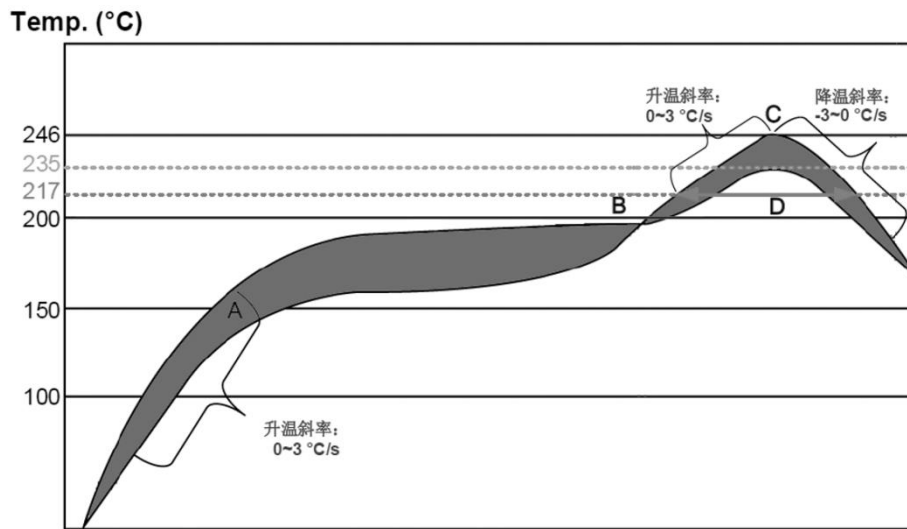 Temp. (°C)
升温斜率：
0~3 °C/s
降温斜率：
-3~0 °C/s
C
246
235
217
B
D
200
A
150
100
升温斜率：
0~3 °C/s